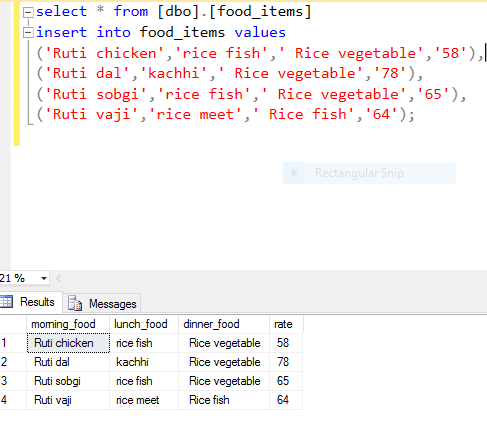 select * from [dbo].[food_items]
insert into food_items values
('Ruti chicken','rice fish',' Rice vegetable','58'),
('Ruti dal','kachhi',' Rice vegetable','78'),
('Ruti sobgi','rice fish',' Rice vegetable','65'),
('Ruti vaji','rice meet',' Rice fish','64');
Rectangular Snip
21 %
Results Messages
morning_food lunch_food dinner_food rate
1 Ruti chicken rice fish Rice vegetable 58
2 Ruti dal kachhi Rice vegetable 78
3 Ruti sobgi rice fish Rice vegetable 65
4 Ruti vaji rice meet Rice fish 64